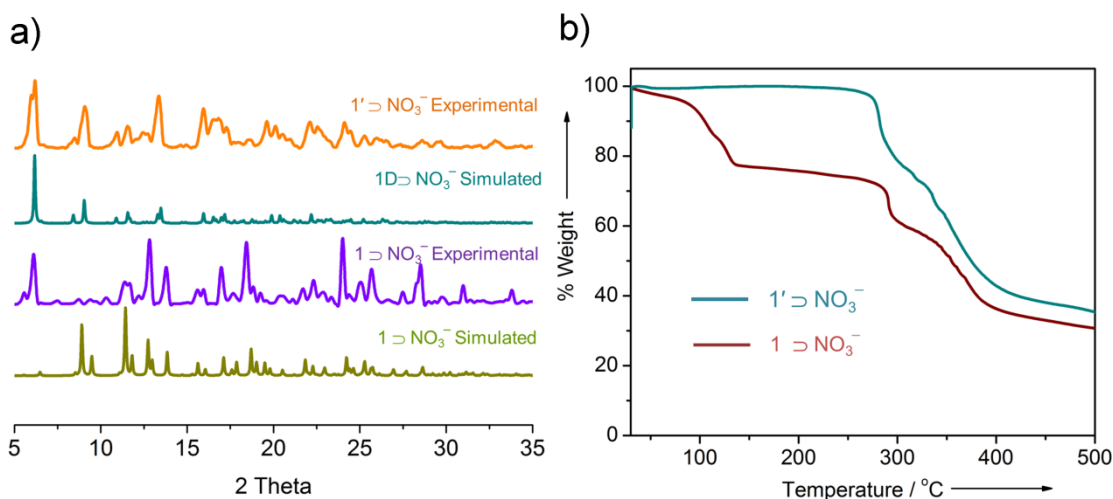 a)
1′ ⊃ NO₃⁻ Experimental
1D⊃ NO₃⁻ Simulated
1 ⊃ NO₃⁻ Experimental
1 ⊃ NO₃⁻ Simulated
5 10 15 20 25 30 35
2 Theta
b)
100
80
60
40
20
0
% Weight
1′ ⊃ NO₃⁻
1 ⊃ NO₃⁻
100 200 300 400 500
Temperature / °C